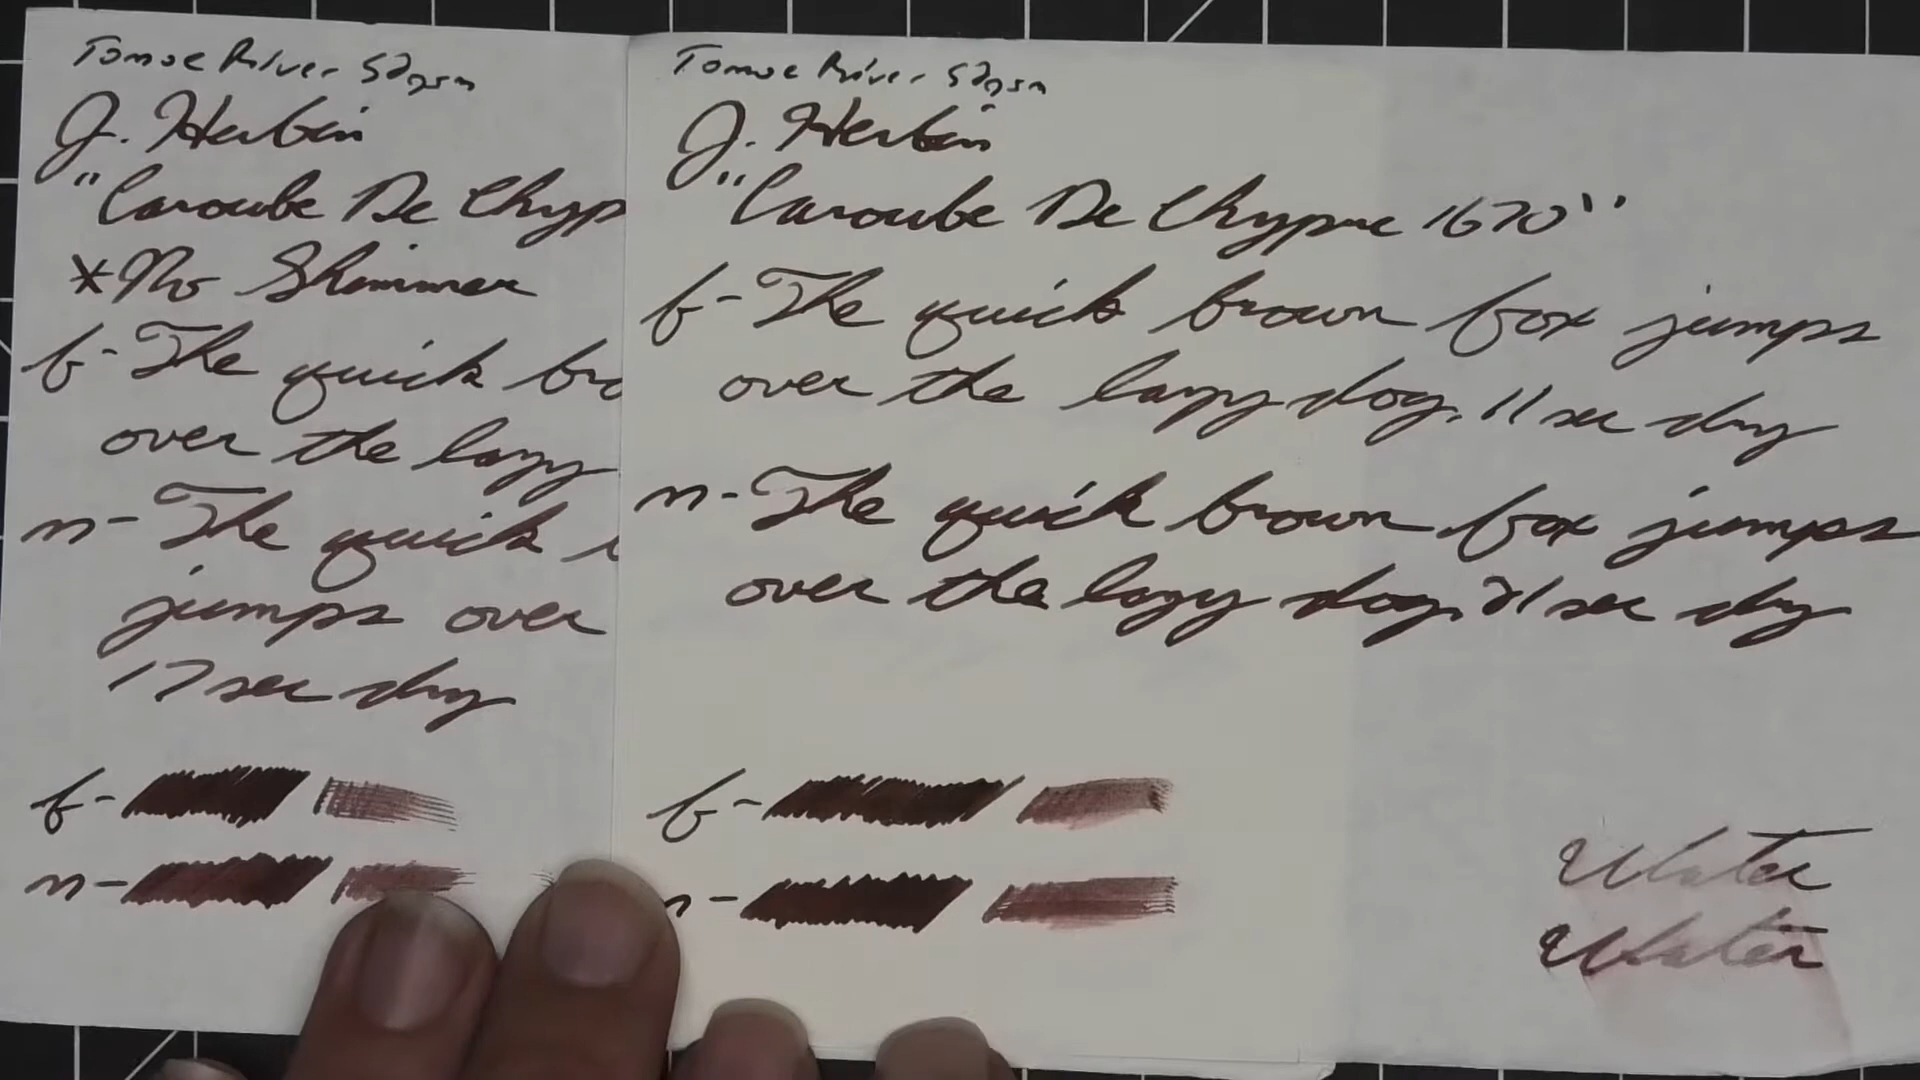 Tomoe River 52gsm
J. Herbin
"Caroube De Chyp
*No Shimmer
f- The quick bro
over the lazy
m- The quick
jumps over
17 sec dry
f-
m-
Tomoe River 52gsm
J. Herbin
"Caroube De Chypre 1670"
f- The quick brown fox jumps
over the lazy dog. 11 sec dry
m- The quick brown fox jumps
over the lazy dog. 21 sec dry
f-
m-
Water
Water